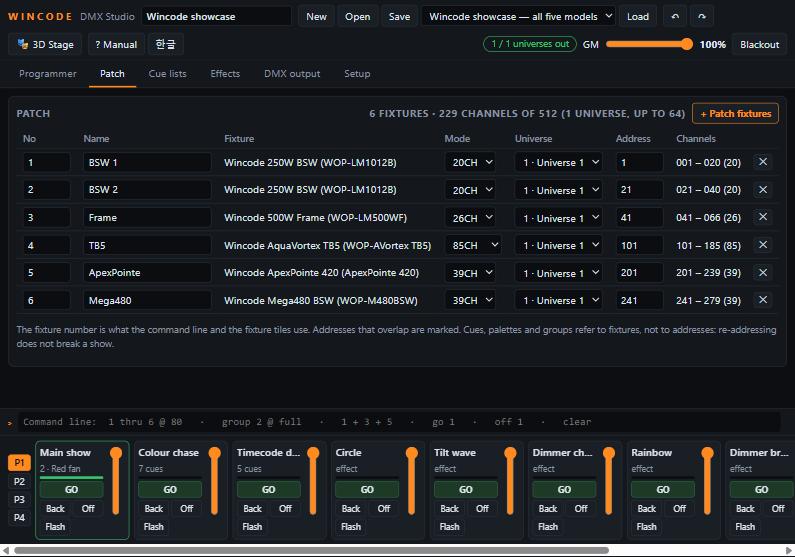 WINCODE DMX Studio Wincode showcase New Open Save Wincode showcase — all five models Load
3D Stage ? Manual 한글 1 / 1 universes out GM 100% Blackout
Programmer Patch Cue lists Effects DMX output Setup
PATCH 6 FIXTURES · 229 CHANNELS OF 512 (1 UNIVERSE, UP TO 64) + Patch fixtures
No Name Fixture Mode Universe Address Channels
1 BSW 1 Wincode 250W BSW (WOP-LM1012B) 20CH 1 · Universe 1 1 001 – 020 (20) ✕
2 BSW 2 Wincode 250W BSW (WOP-LM1012B) 20CH 1 · Universe 1 21 021 – 040 (20) ✕
3 Frame Wincode 500W Frame (WOP-LM500WF) 26CH 1 · Universe 1 41 041 – 066 (26) ✕
4 TB5 Wincode AquaVortex TB5 (WOP-AVortex TB5) 85CH 1 · Universe 1 101 101 – 185 (85) ✕
5 ApexPointe Wincode ApexPointe 420 (ApexPointe 420) 39CH 1 · Universe 1 201 201 – 239 (39) ✕
6 Mega480 Wincode Mega480 BSW (WOP-M480BSW) 39CH 1 · Universe 1 241 241 – 279 (39) ✕
The fixture number is what the command line and the fixture tiles use. Addresses that overlap are marked. Cues, palettes and groups refer to fixtures, not to addresses: re-addressing
does not break a show.
› Command line: 1 thru 6 @ 80 · group 2 @ full · 1 + 3 + 5 · go 1 · off 1 · clear
P1 P2 P3 P4
Main show
2 · Red fan
GO
Back Off
Flash
Colour chase
7 cues
GO
Back Off
Flash
Timecode d...
5 cues
GO
Back Off
Flash
Circle
effect
GO
Back Off
Flash
Tilt wave
effect
GO
Back Off
Flash
Dimmer ch...
effect
GO
Back Off
Flash
Rainbow
effect
GO
Back Off
Flash
Dimmer br...
effect
GO
Back Off
Flash